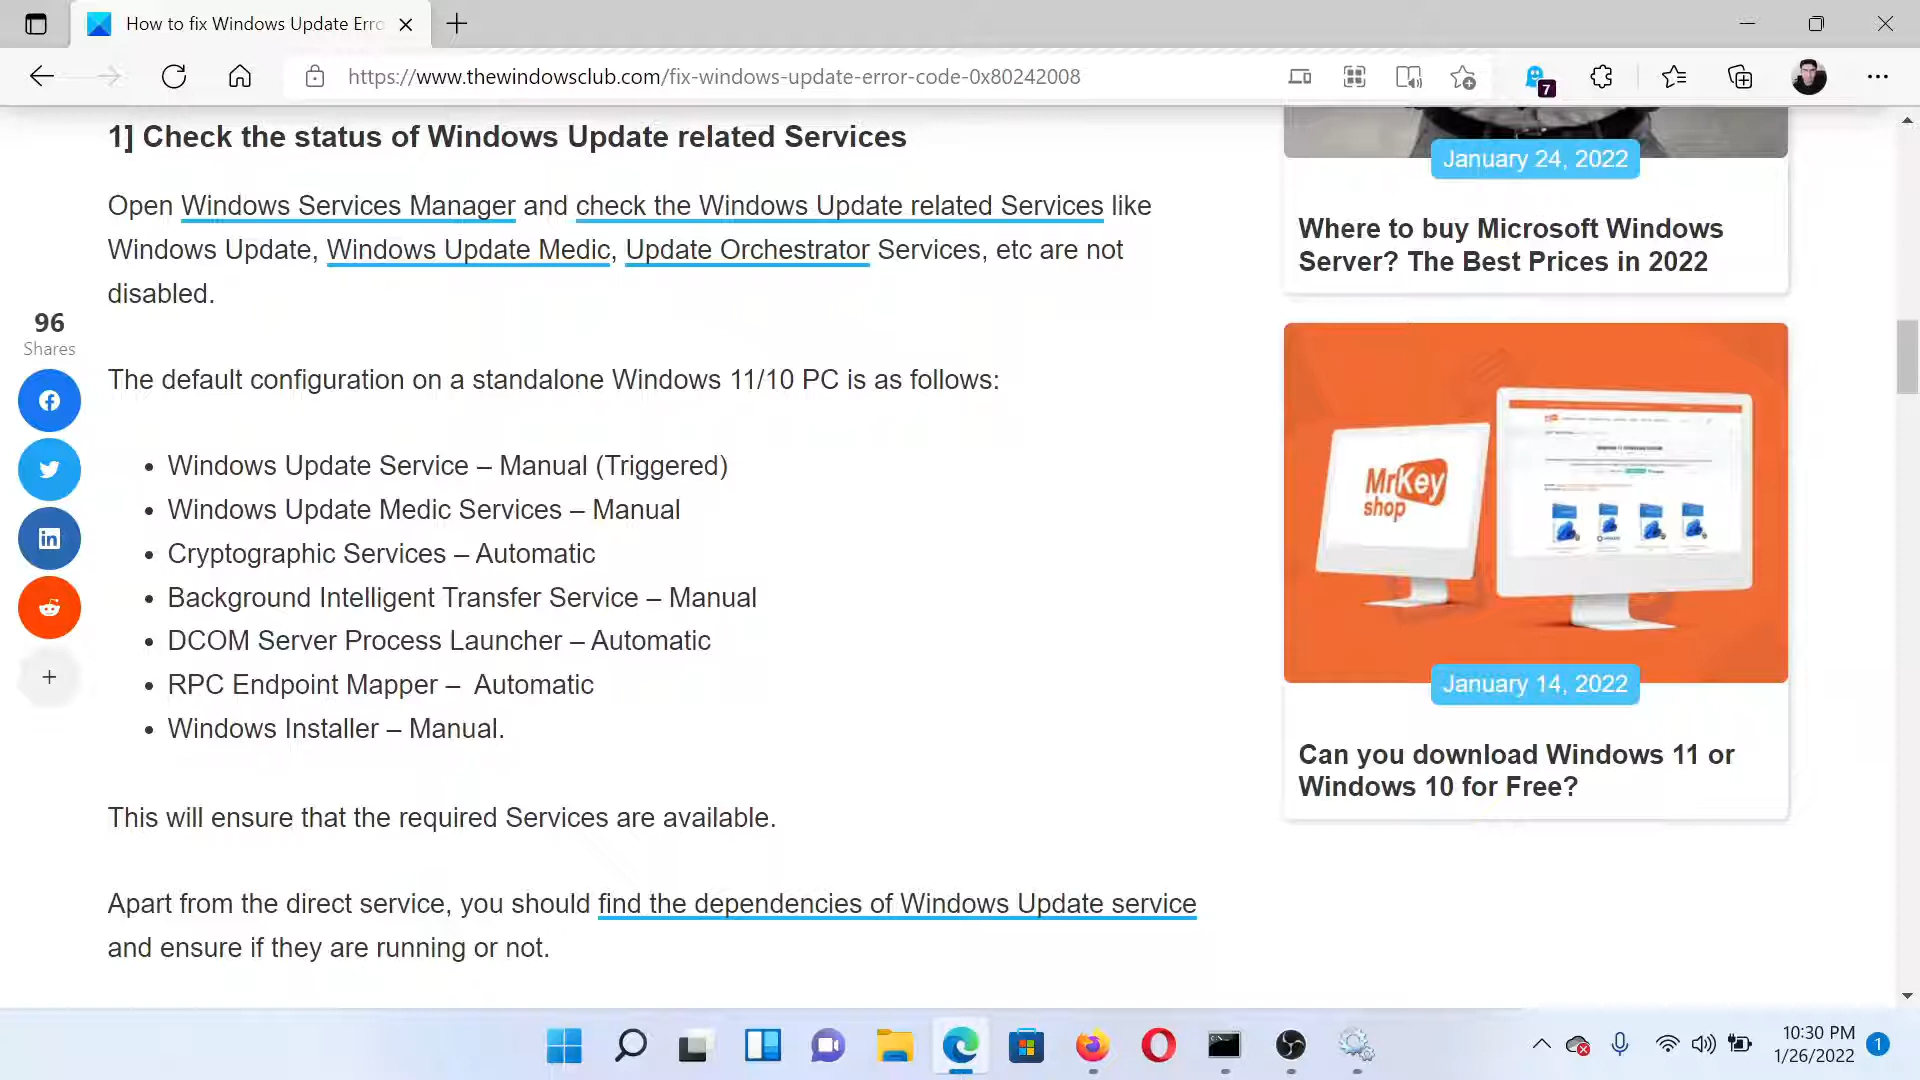 How to fix Windows Update Erro
https://www.thewindowsclub.com/fix-windows-update-error-code-0x80242008
7
1] Check the status of Windows Update related Services
Open Windows Services Manager and check the Windows Update related Services like
Windows Update, Windows Update Medic, Update Orchestrator Services, etc are not
disabled.
96
Shares
The default configuration on a standalone Windows 11/10 PC is as follows:
• Windows Update Service – Manual (Triggered)
• Windows Update Medic Services – Manual
• Cryptographic Services – Automatic
• Background Intelligent Transfer Service – Manual
• DCOM Server Process Launcher – Automatic
• RPC Endpoint Mapper – Automatic
• Windows Installer – Manual.
This will ensure that the required Services are available.
Apart from the direct service, you should find the dependencies of Windows Update service
and ensure if they are running or not.
January 24, 2022
Where to buy Microsoft Windows
Server? The Best Prices in 2022
MrKey
shop
January 14, 2022
Can you download Windows 11 or
Windows 10 for Free?
10:30 PM
1/26/2022
1